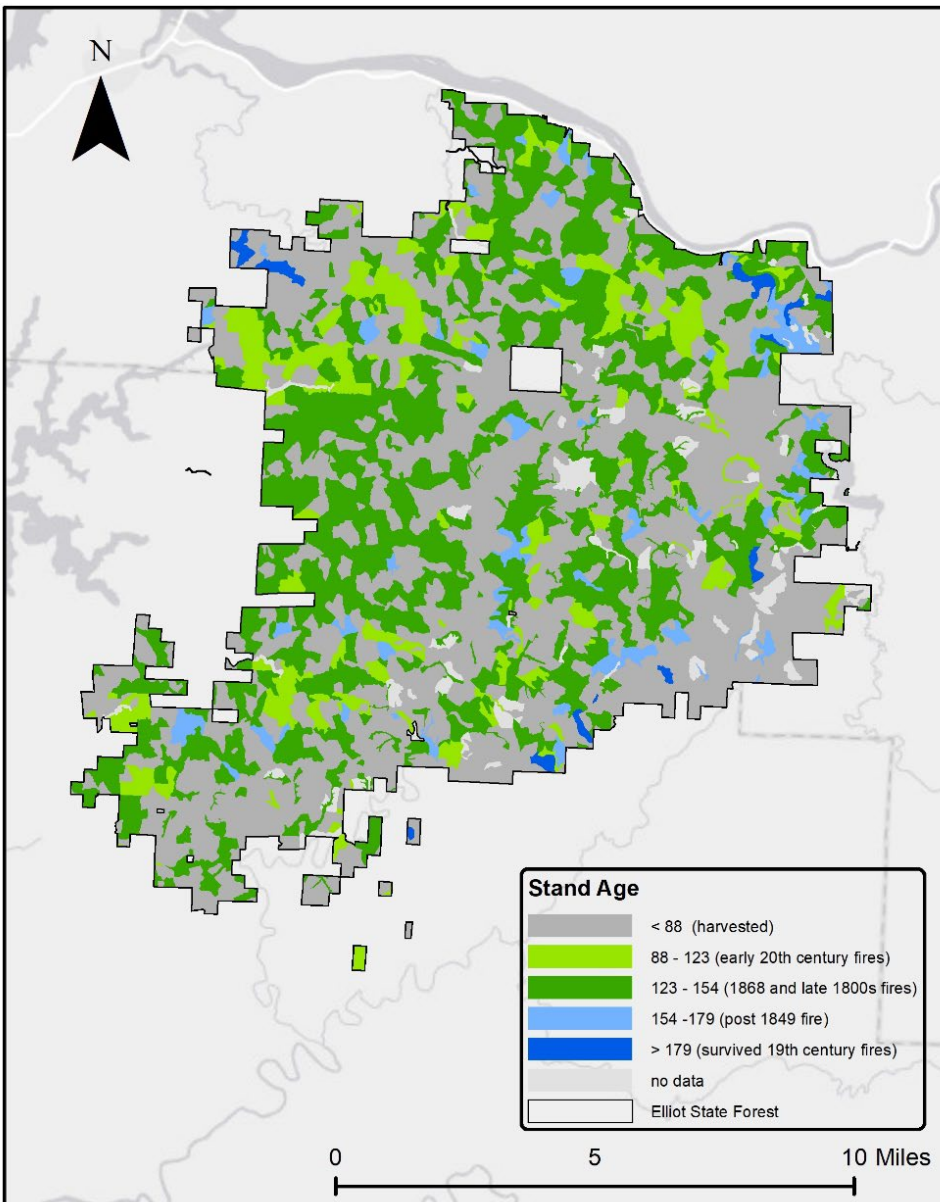 N
Stand Age
< 88 (harvested)
88 - 123 (early 20th century fires)
123 - 154 (1868 and late 1800s fires)
154 -179 (post 1849 fire)
> 179 (survived 19th century fires)
no data
Elliot State Forest
0 5 10 Miles